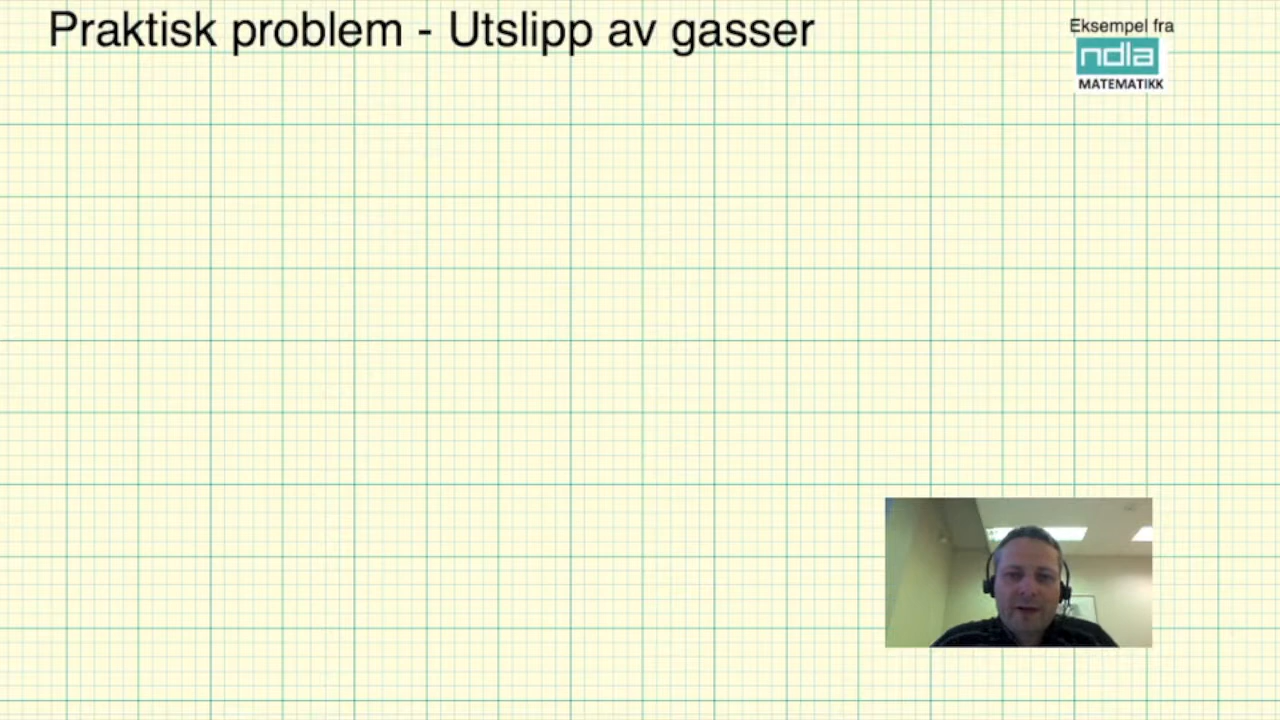 Praktisk problem - Utslipp av gasser
Eksempel fra
ndla
MATEMATIKK